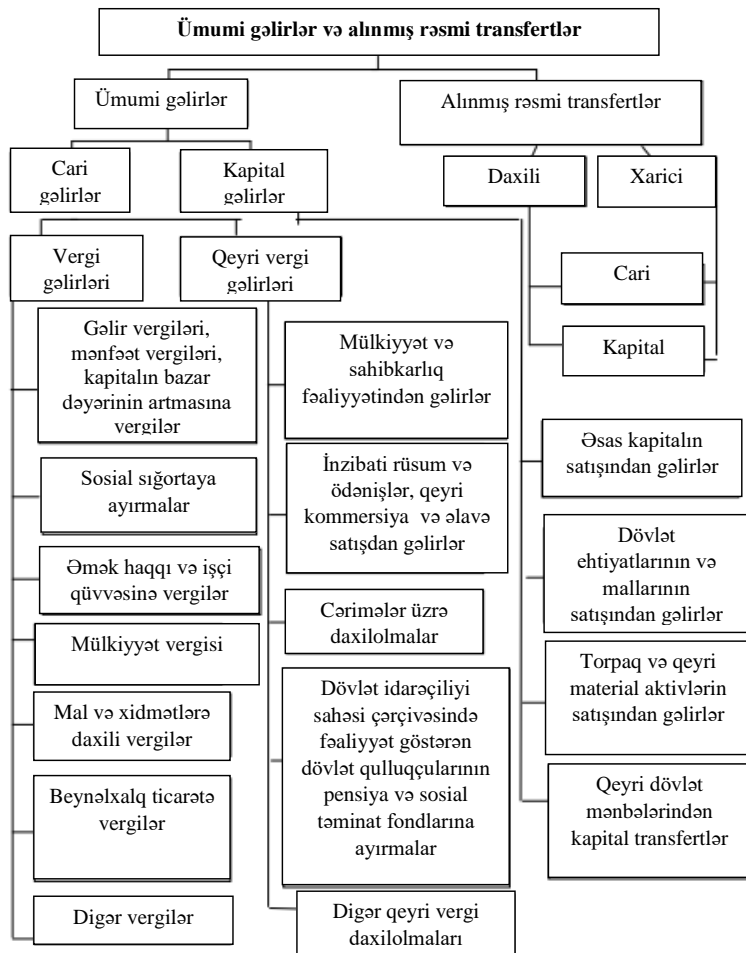 Ümumi gəlirlər və alınmış rəsmi transfertlər
Ümumi gəlirlər
Alınmış rəsmi transfertlər
Cari
gəlirlər
Kapital
gəlirlər
Daxili
Xarici
Vergi
gəlirləri
Qeyri vergi
gəlirləri
Cari
Kapital
Gəlir vergiləri,
mənfəət vergiləri,
kapitalın bazar
dəyərinin artmasına
vergilər
Sosial sığortaya
ayırmalar
Əmək haqqı və işçi
qüvvəsinə vergilər
Mülkiyyət vergisi
Mal və xidmətlərə
daxili vergilər
Beynəlxalq ticarətə
vergilər
Digər vergilər
Mülkiyyət və
sahibkarlıq
fəaliyyətindən gəlirlər
İnzibati rüsum və
ödənişlər, qeyri
kommersiya və əlavə
satışdan gəlirlər
Cərimələr üzrə
daxilolmalar
Dövlət idarəçiliyi
sahəsi çərçivəsində
fəaliyyət göstərən
dövlət qulluqçularının
pensiya və sosial
təminat fondlarına
ayırmalar
Digər qeyri vergi
daxilolmaları
Əsas kapitalın
satışından gəlirlər
Dövlət
ehtiyatlarının və
mallarının
satışından gəlirlər
Torpaq və qeyri
material aktivlərin
satışından gəlirlər
Qeyri dövlət
mənbələrindən
kapital transfertlər